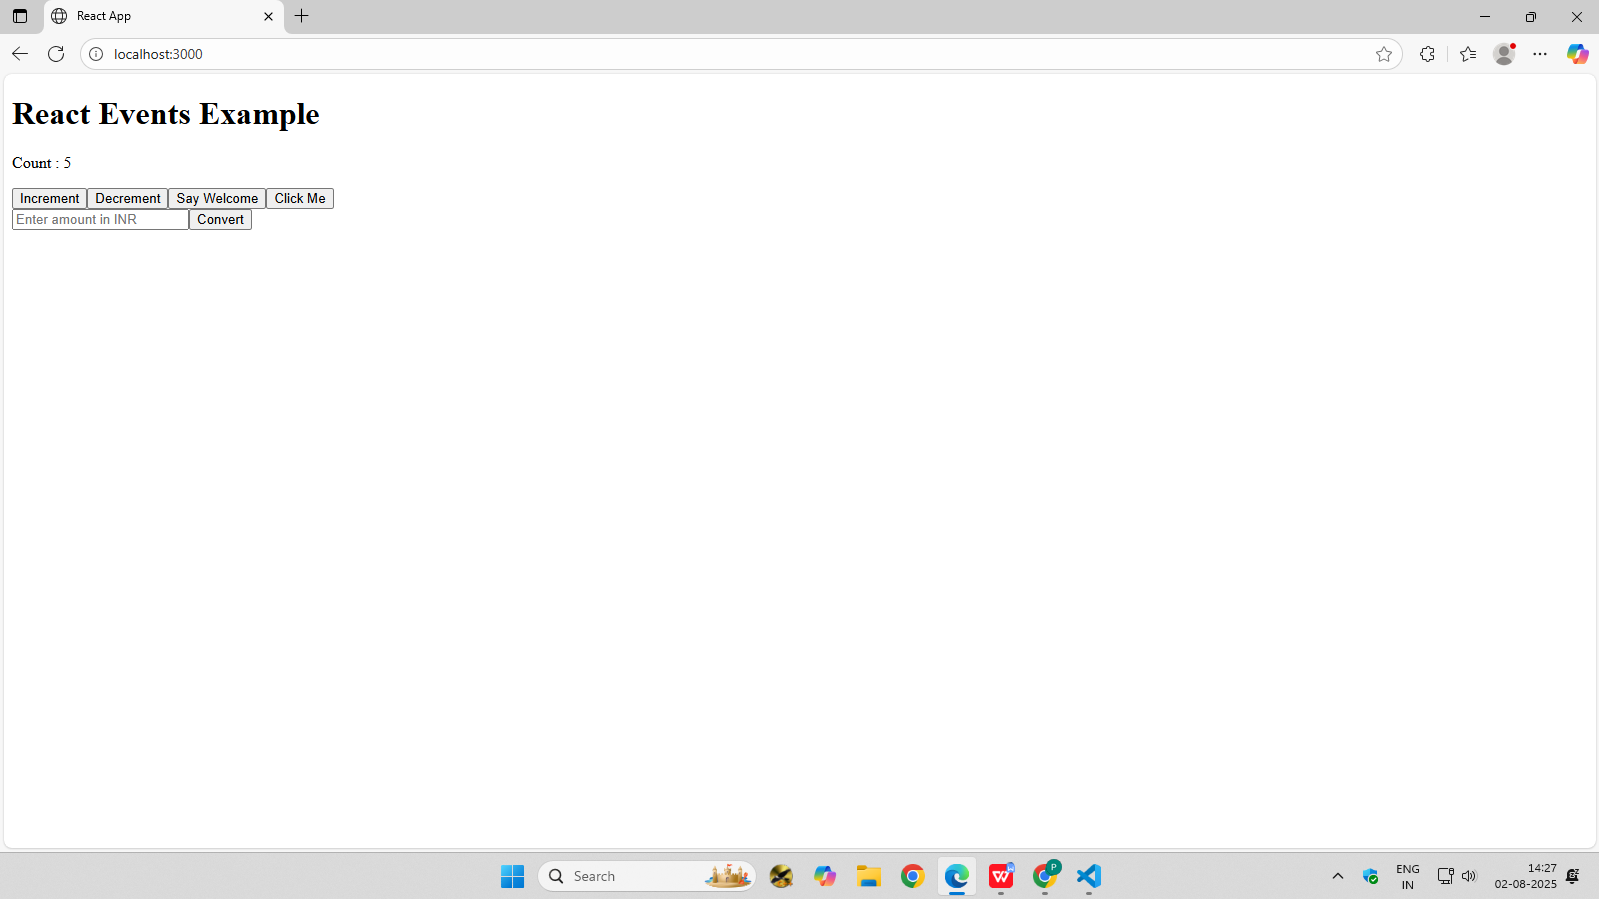 React App
localhost:3000
React Events Example
Count : 5
Increment Decrement Say Welcome Click Me
Enter amount in INR Convert
Search
P
ENG
IN
14:27
02-08-2025